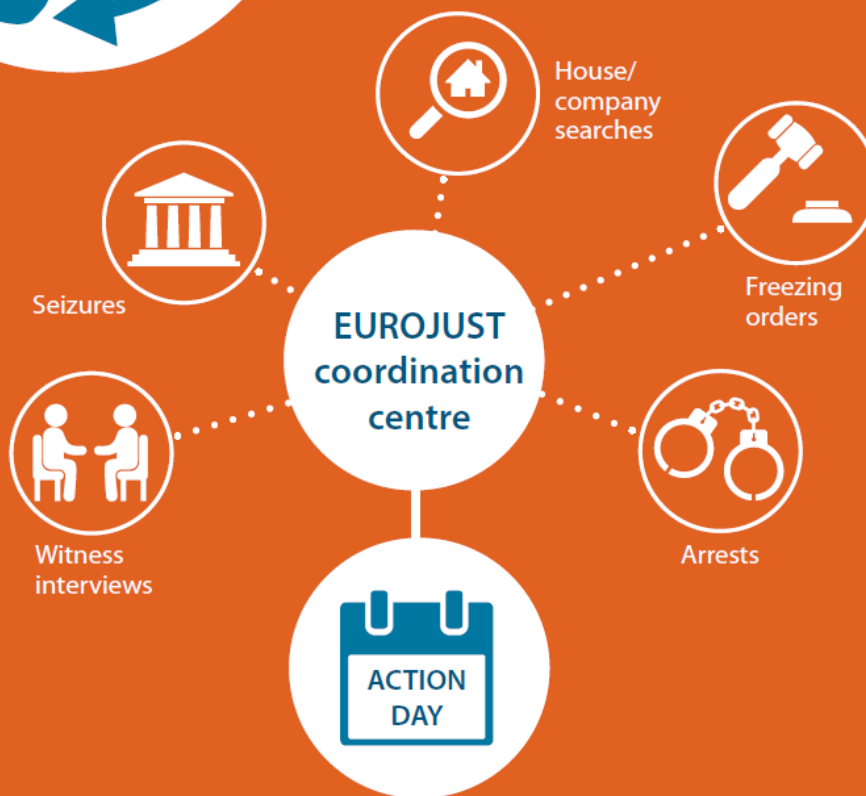 House/
company
searches
Seizures
Freezing
orders
EUROJUST
coordination
centre
Witness
interviews
Arrests
ACTION
DAY